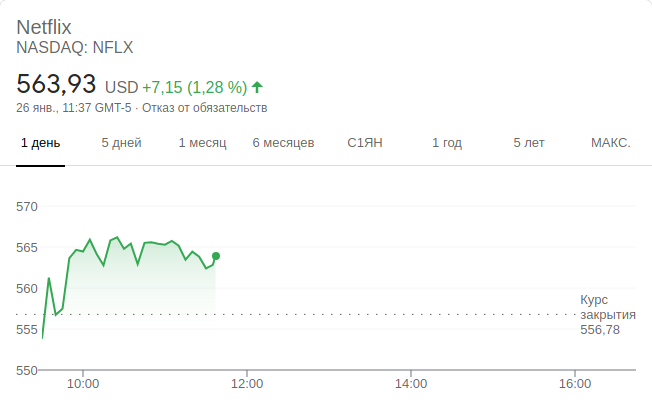 Netflix
NASDAQ: NFLX
563,93 USD +7,15 (1,28 %)
26 янв., 11:37 GMT-5 · Отказ от обязательств
1 день 5 дней 1 месяц 6 месяцев С1ЯН 1 год 5 лет МАКС.
570
565
560
555
550
Курс
закрытия
556,78
10:00 12:00 14:00 16:00